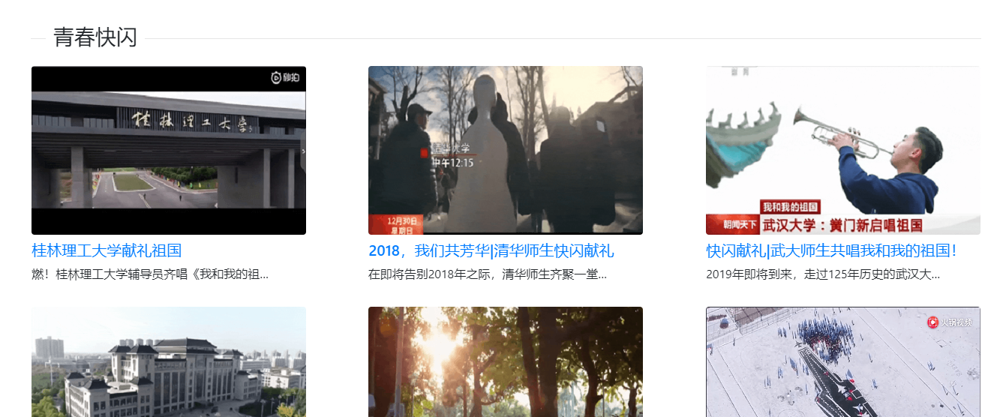 青春快闪
秒拍
桂林理工大学
清华大学
中午12:15
12月30日
星期日
我和我的祖国
朝闻天下
武汉大学：黉门新启唱祖国
桂林理工大学献礼祖国
2018，我们共芳华|清华师生快闪献礼
快闪献礼|武大师生共唱我和我的祖国！
燃！桂林理工大学辅导员齐唱《我和我的祖...
在即将告别2018年之际，清华师生齐聚一堂...
2019年即将到来，走过125年历史的武汉大...
火锅视频